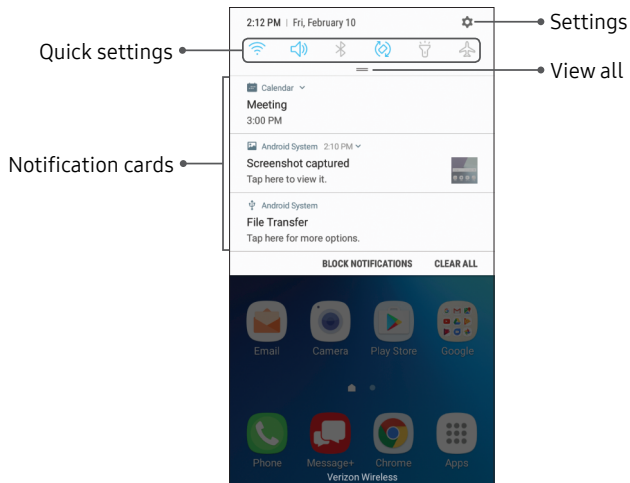 2:12 PM | Fri, February 10
Settings
Quick settings
View all
Calendar
Meeting
3:00 PM
Notification cards
Android System 2:10 PM
Screenshot captured
Tap here to view it.
Android System
File Transfer
Tap here for more options.
BLOCK NOTIFICATIONS CLEAR ALL
Email Camera Play Store Google
Phone Message+ Chrome Apps
Verizon Wireless